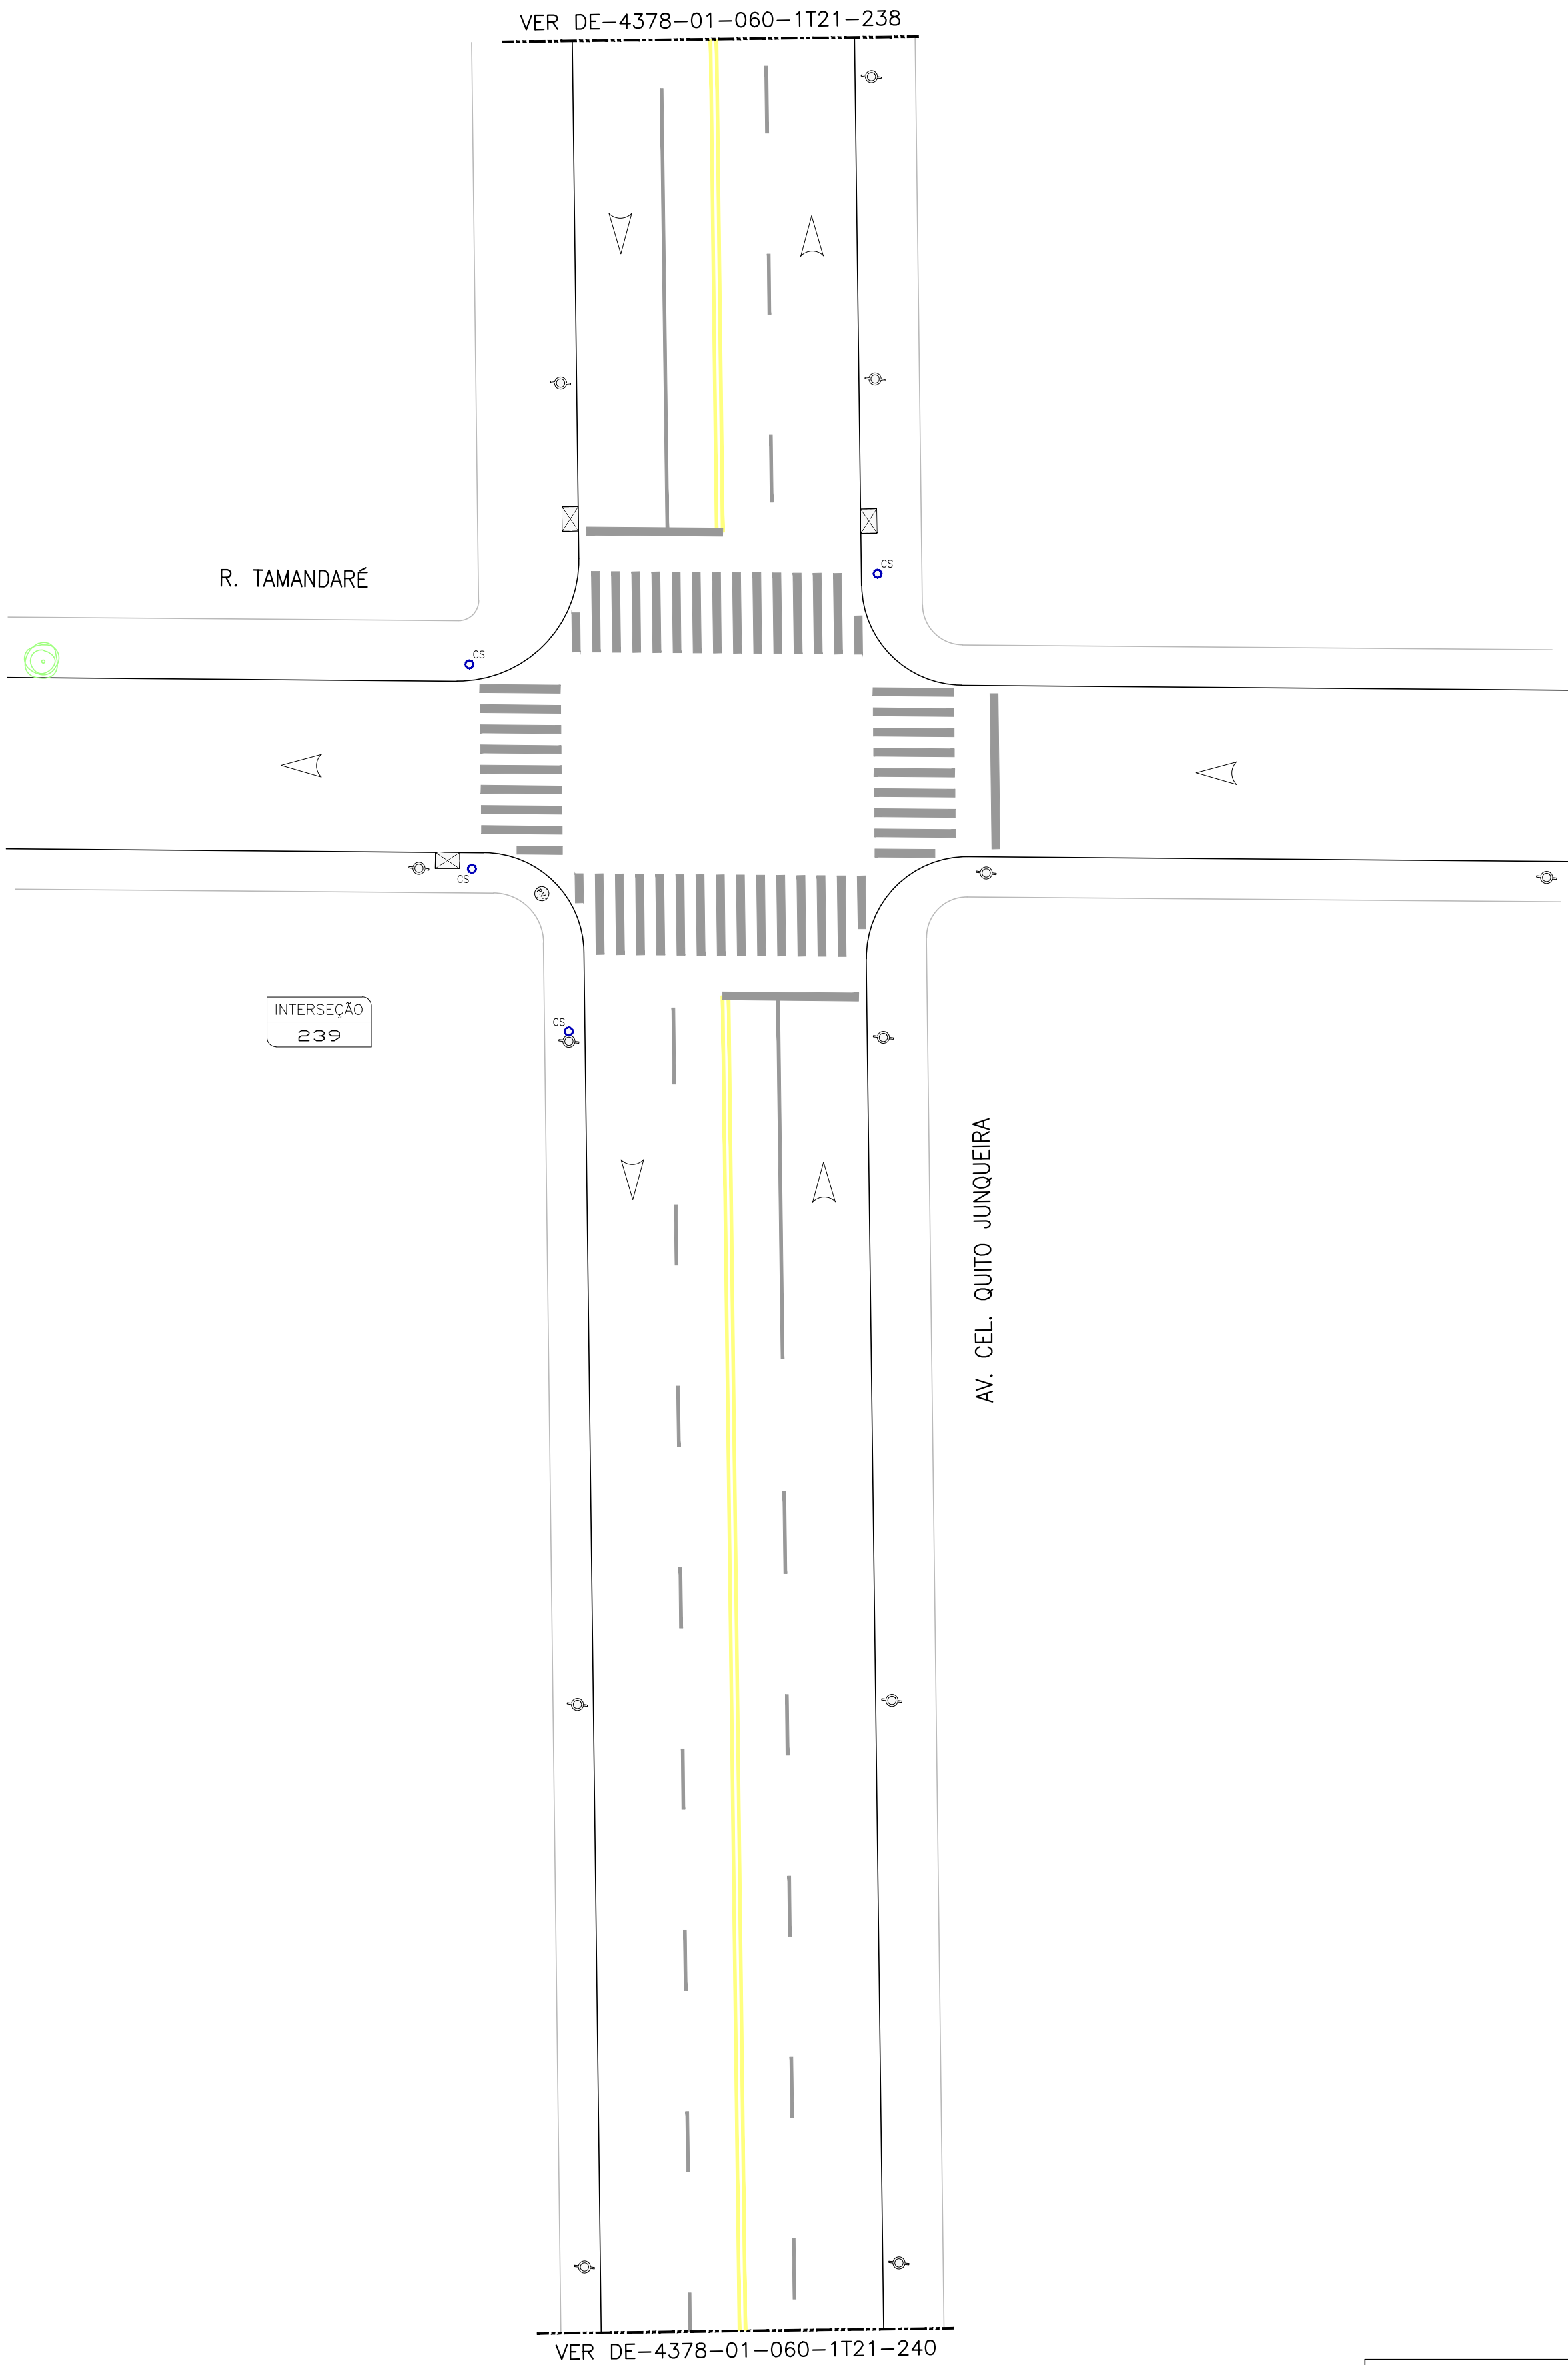 VER DE-4378-01-060-1T21-238
R. TAMANDARÉ
CS
CS
CS
P.V.
INTERSEÇÃO
239
CS
AV. CEL. QUITO JUNQUEIRA
VER DE-4378-01-060-1T21-240